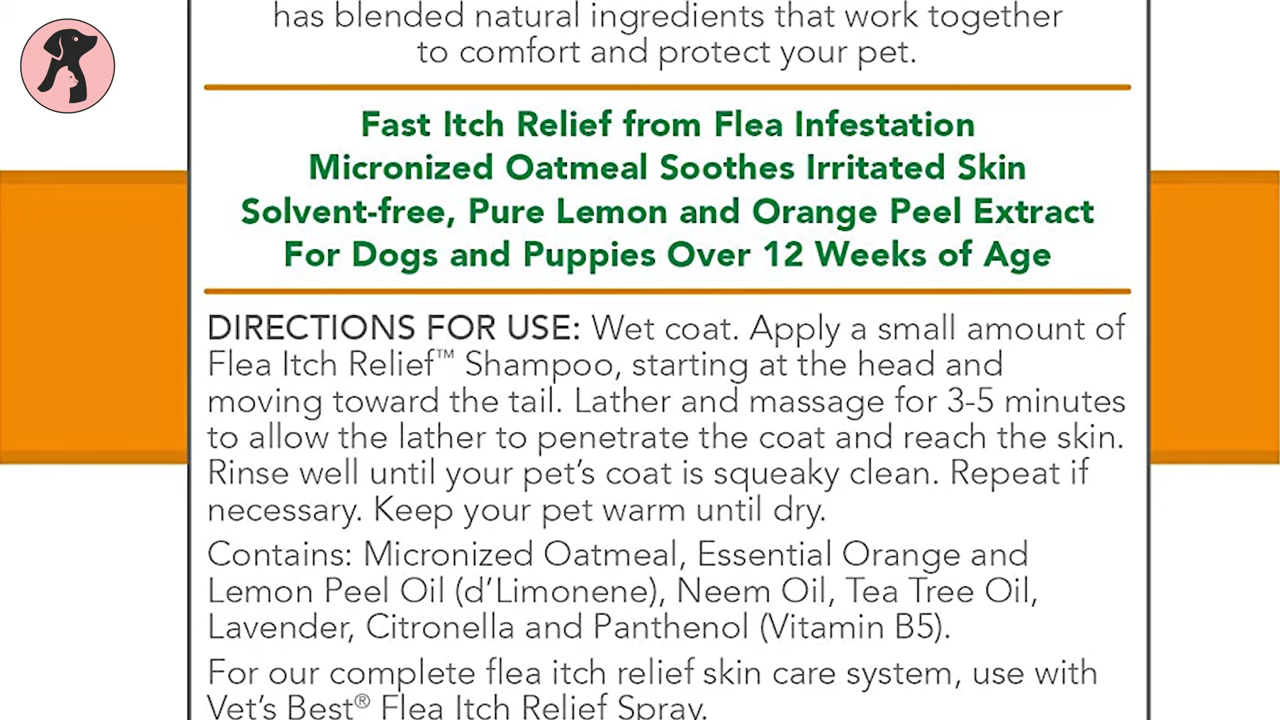 has blended natural ingredients that work together
to comfort and protect your pet.
Fast Itch Relief from Flea Infestation
Micronized Oatmeal Soothes Irritated Skin
Solvent-free, Pure Lemon and Orange Peel Extract
For Dogs and Puppies Over 12 Weeks of Age
DIRECTIONS FOR USE: Wet coat. Apply a small amount of
Flea Itch Relief™ Shampoo, starting at the head and
moving toward the tail. Lather and massage for 3-5 minutes
to allow the lather to penetrate the coat and reach the skin.
Rinse well until your pet’s coat is squeaky clean. Repeat if
necessary. Keep your pet warm until dry.
Contains: Micronized Oatmeal, Essential Orange and
Lemon Peel Oil (d’Limonene), Neem Oil, Tea Tree Oil,
Lavender, Citronella and Panthenol (Vitamin B5).
For our complete flea itch relief skin care system, use with
Vet’s Best® Flea Itch Relief Spray.